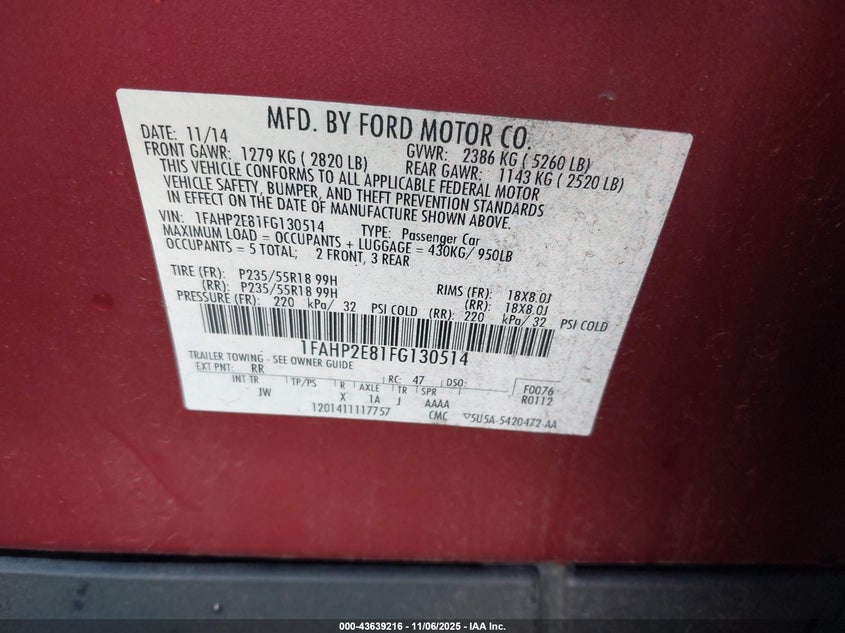 MFD. BY FORD MOTOR CO.
DATE: 11/14 GVWR: 2386 KG ( 5260 LB)
FRONT GAWR: 1279 KG ( 2820 LB) REAR GAWR: 1143 KG ( 2520 LB)
THIS VEHICLE CONFORMS TO ALL APPLICABLE FEDERAL MOTOR
VEHICLE SAFETY, BUMPER, AND THEFT PREVENTION STANDARDS
IN EFFECT ON THE DATE OF MANUFACTURE SHOWN ABOVE.
VIN: 1FAHP2E81FG130514 TYPE: Passenger Car
MAXIMUM LOAD = OCCUPANTS + LUGGAGE = 430KG/ 950LB
OCCUPANTS = 5 TOTAL; 2 FRONT, 3 REAR
TIRE (FR): P235/55R18 99H RIMS (FR): 18X8.0J
(RR): P235/55R18 99H (RR): 18X8.0J
PRESSURE (FR): 220 kPa/ 32 PSI COLD (RR): 220 kPa/ 32 PSI COLD
1FAHP2E81FG130514
TRAILER TOWING - SEE OWNER GUIDE
EXT PNT: RR RC: 47 DSO: F0076
INT TR TP/PS R AXLE TR SPR R0112
JW X 1A J AAAA
1201411117757 CMC 5U5A-5420472-AA
000-43639216 - 11/06/2025 - IAA Inc.